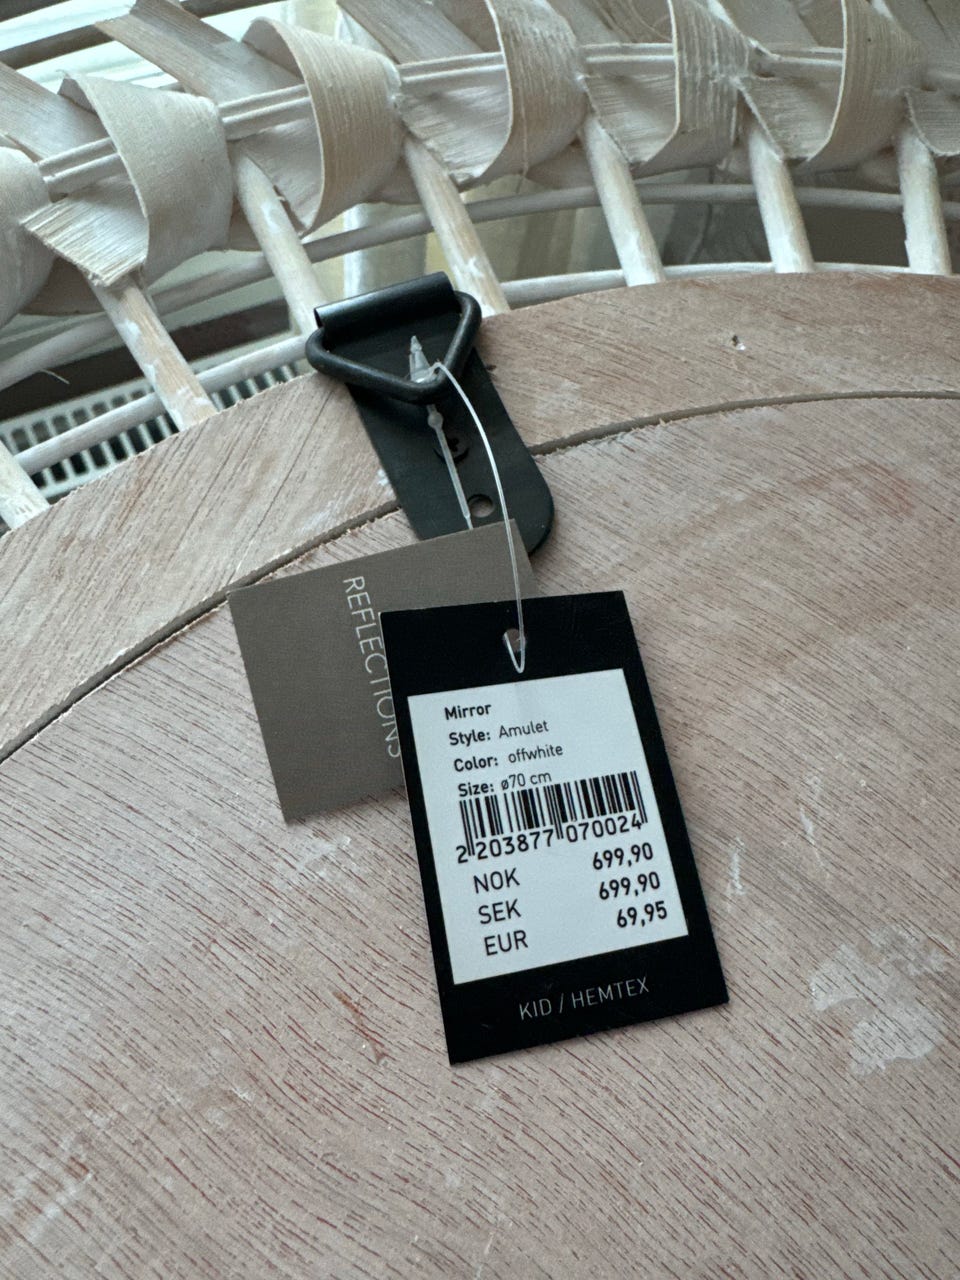 REFLECTIONS
Mirror
Style: Amulet
Color: offwhite
Size: ø70 cm
2 203877 070024
NOK 699,90
SEK 699,90
EUR 69,95
KID / HEMTEX